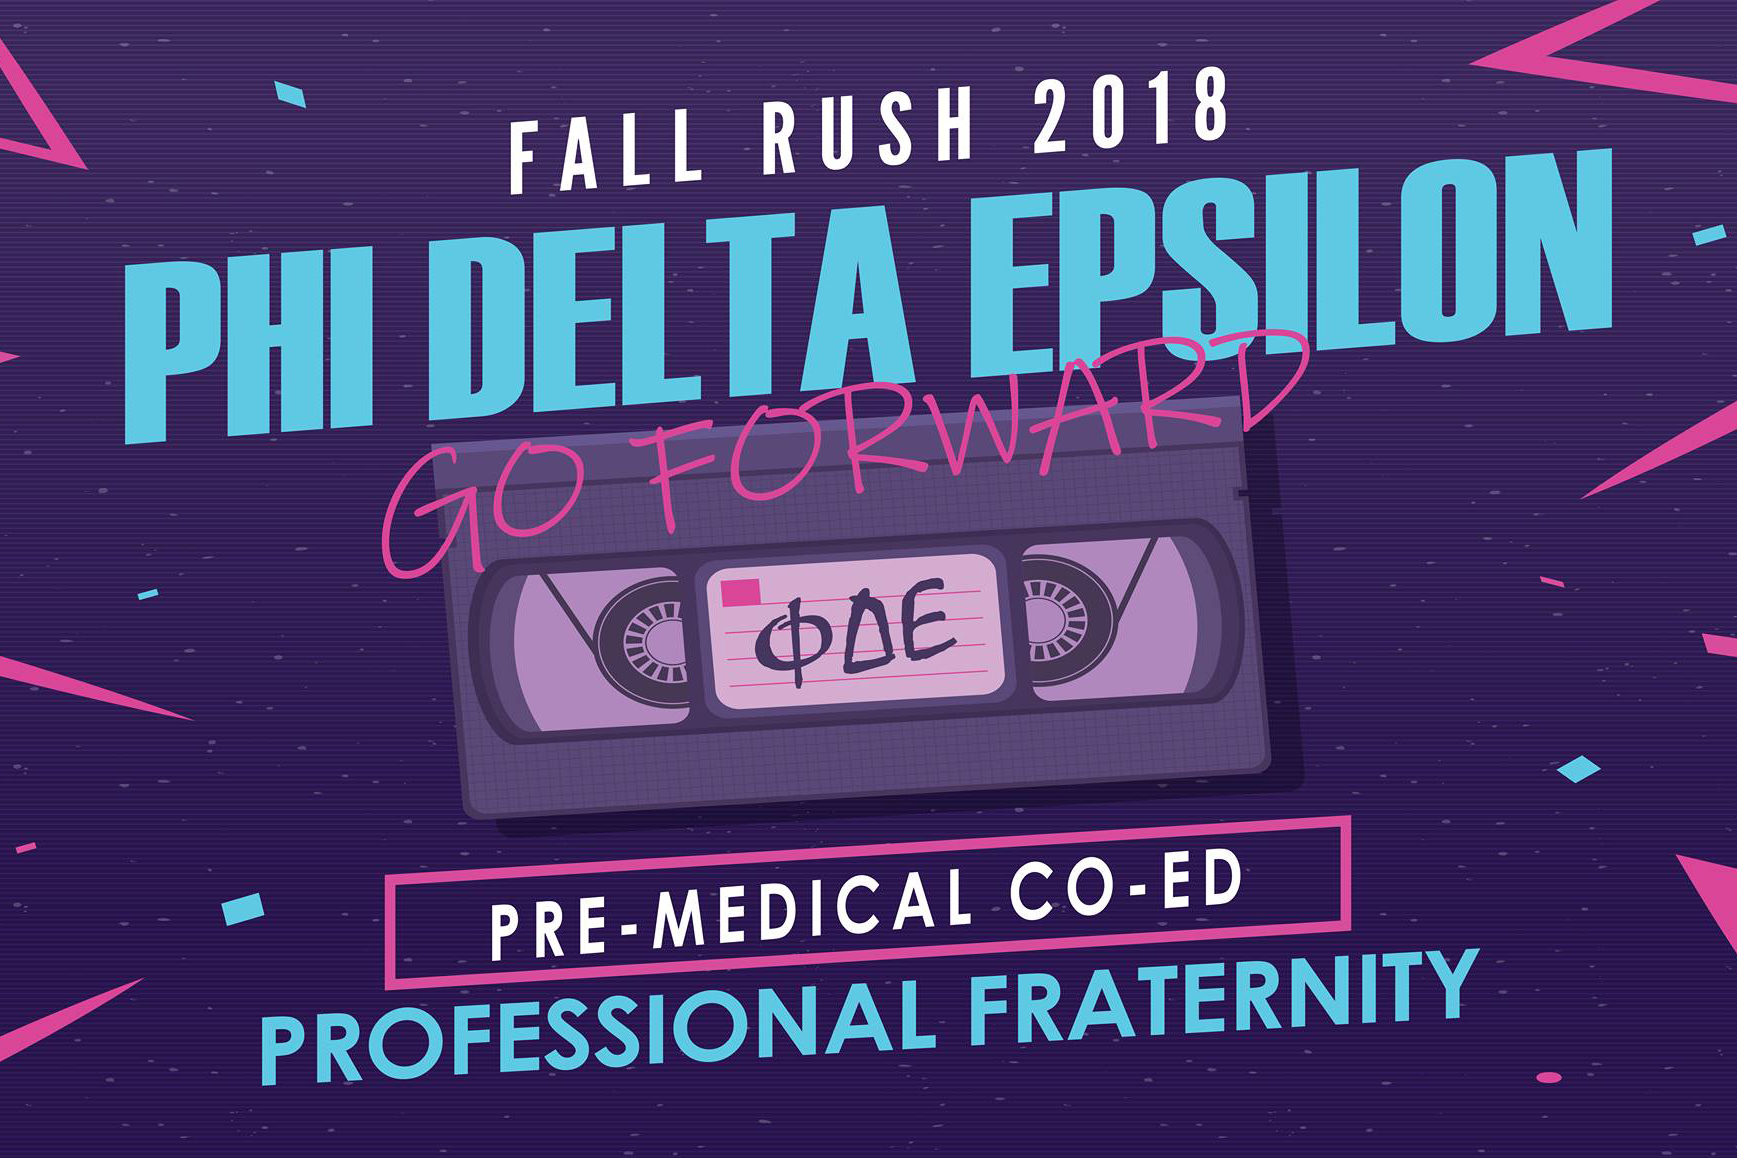 FALL RUSH 2018
PHI DELTA EPSILON
GO FORWARD
ΦΔΕ
PRE-MEDICAL CO-ED
PROFESSIONAL FRATERNITY